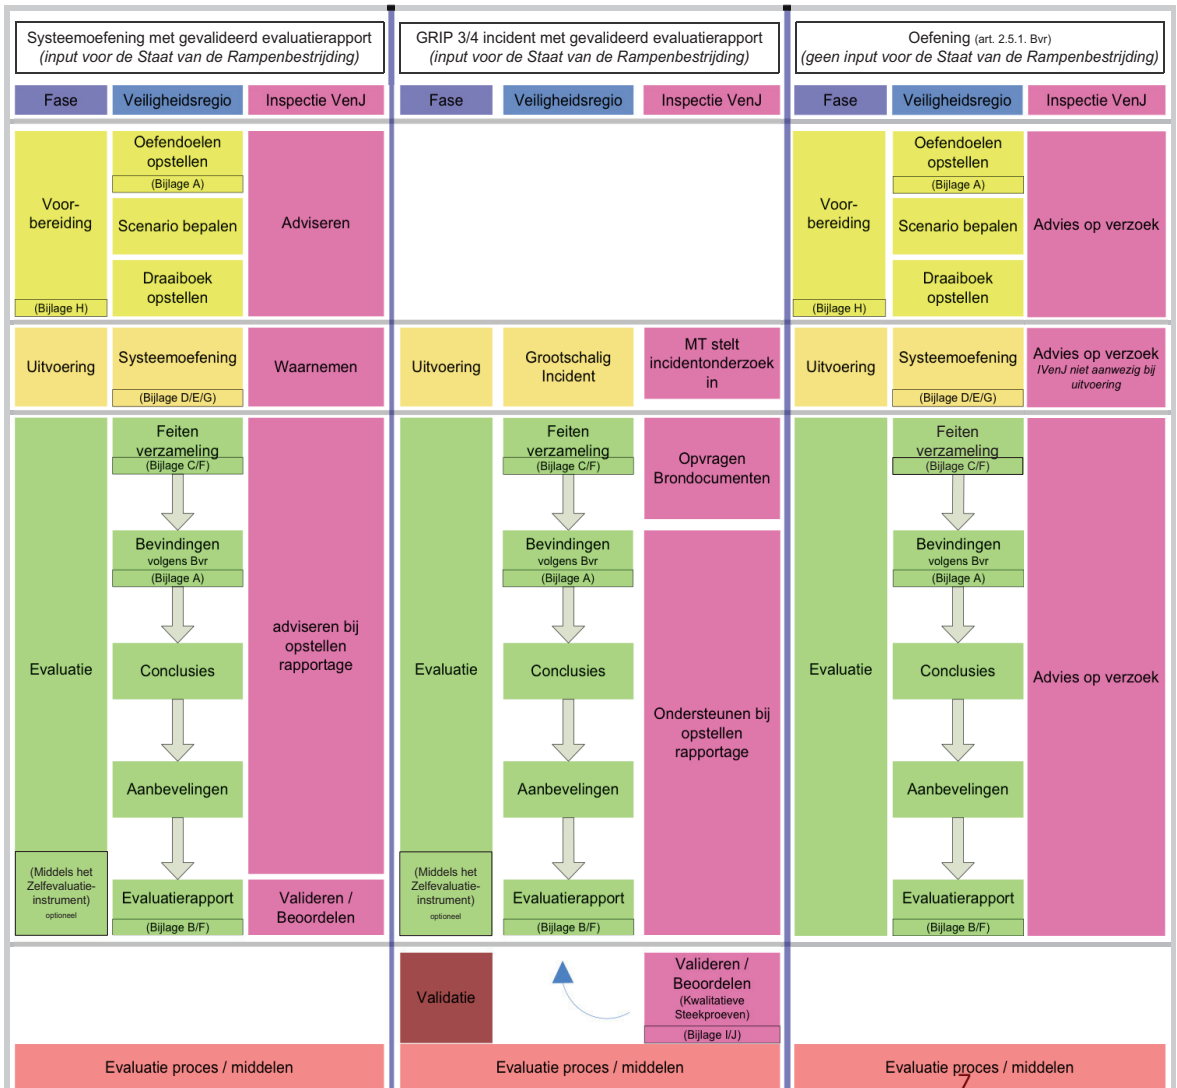 Systeemoefening met gevalideerd evaluatierapport
(input voor de Staat van de Rampenbestrijding)
Fase
Veiligheidsregio
Inspectie VenJ
Voor-
bereiding
(Bijlage H)
Oefendoelen
opstellen
(Bijlage A)
Scenario bepalen
Draaiboek
opstellen
Adviseren
Uitvoering
Systeemoefening
(Bijlage D/E/G)
Waarnemen
Evaluatie
(Middels het
Zelfevaluatie-
instrument)
optioneel
Feiten
verzameling
(Bijlage C/F)
Bevindingen
volgens Bvr
(Bijlage A)
Conclusies
Aanbevelingen
Evaluatierapport
(Bijlage B/F)
adviseren bij
opstellen
rapportage
Valideren /
Beoordelen
Evaluatie proces / middelen
GRIP 3/4 incident met gevalideerd evaluatierapport
(input voor de Staat van de Rampenbestrijding)
Fase
Veiligheidsregio
Inspectie VenJ
Uitvoering
Grootschalig
Incident
MT stelt
incidentonderzoek
in
Evaluatie
(Middels het
Zelfevaluatie-
instrument)
optioneel
Feiten
verzameling
(Bijlage C/F)
Bevindingen
volgens Bvr
(Bijlage A)
Conclusies
Aanbevelingen
Evaluatierapport
(Bijlage B/F)
Opvragen
Brondocumenten
Ondersteunen bij
opstellen
rapportage
Validatie
Valideren /
Beoordelen
(Kwalitatieve
Steekproeven)
(Bijlage I/J)
Evaluatie proces / middelen
Oefening (art. 2.5.1. Bvr)
(geen input voor de Staat van de Rampenbestrijding)
Fase
Veiligheidsregio
Inspectie VenJ
Voor-
bereiding
(Bijlage H)
Oefendoelen
opstellen
(Bijlage A)
Scenario bepalen
Draaiboek
opstellen
Advies op verzoek
Uitvoering
Systeemoefening
(Bijlage D/E/G)
Advies op verzoek
IVenJ niet aanwezig bij
uitvoering
Evaluatie
Feiten
verzameling
(Bijlage C/F)
Bevindingen
volgens Bvr
(Bijlage A)
Conclusies
Aanbevelingen
Evaluatierapport
(Bijlage B/F)
Advies op verzoek
Evaluatie proces / middelen
7